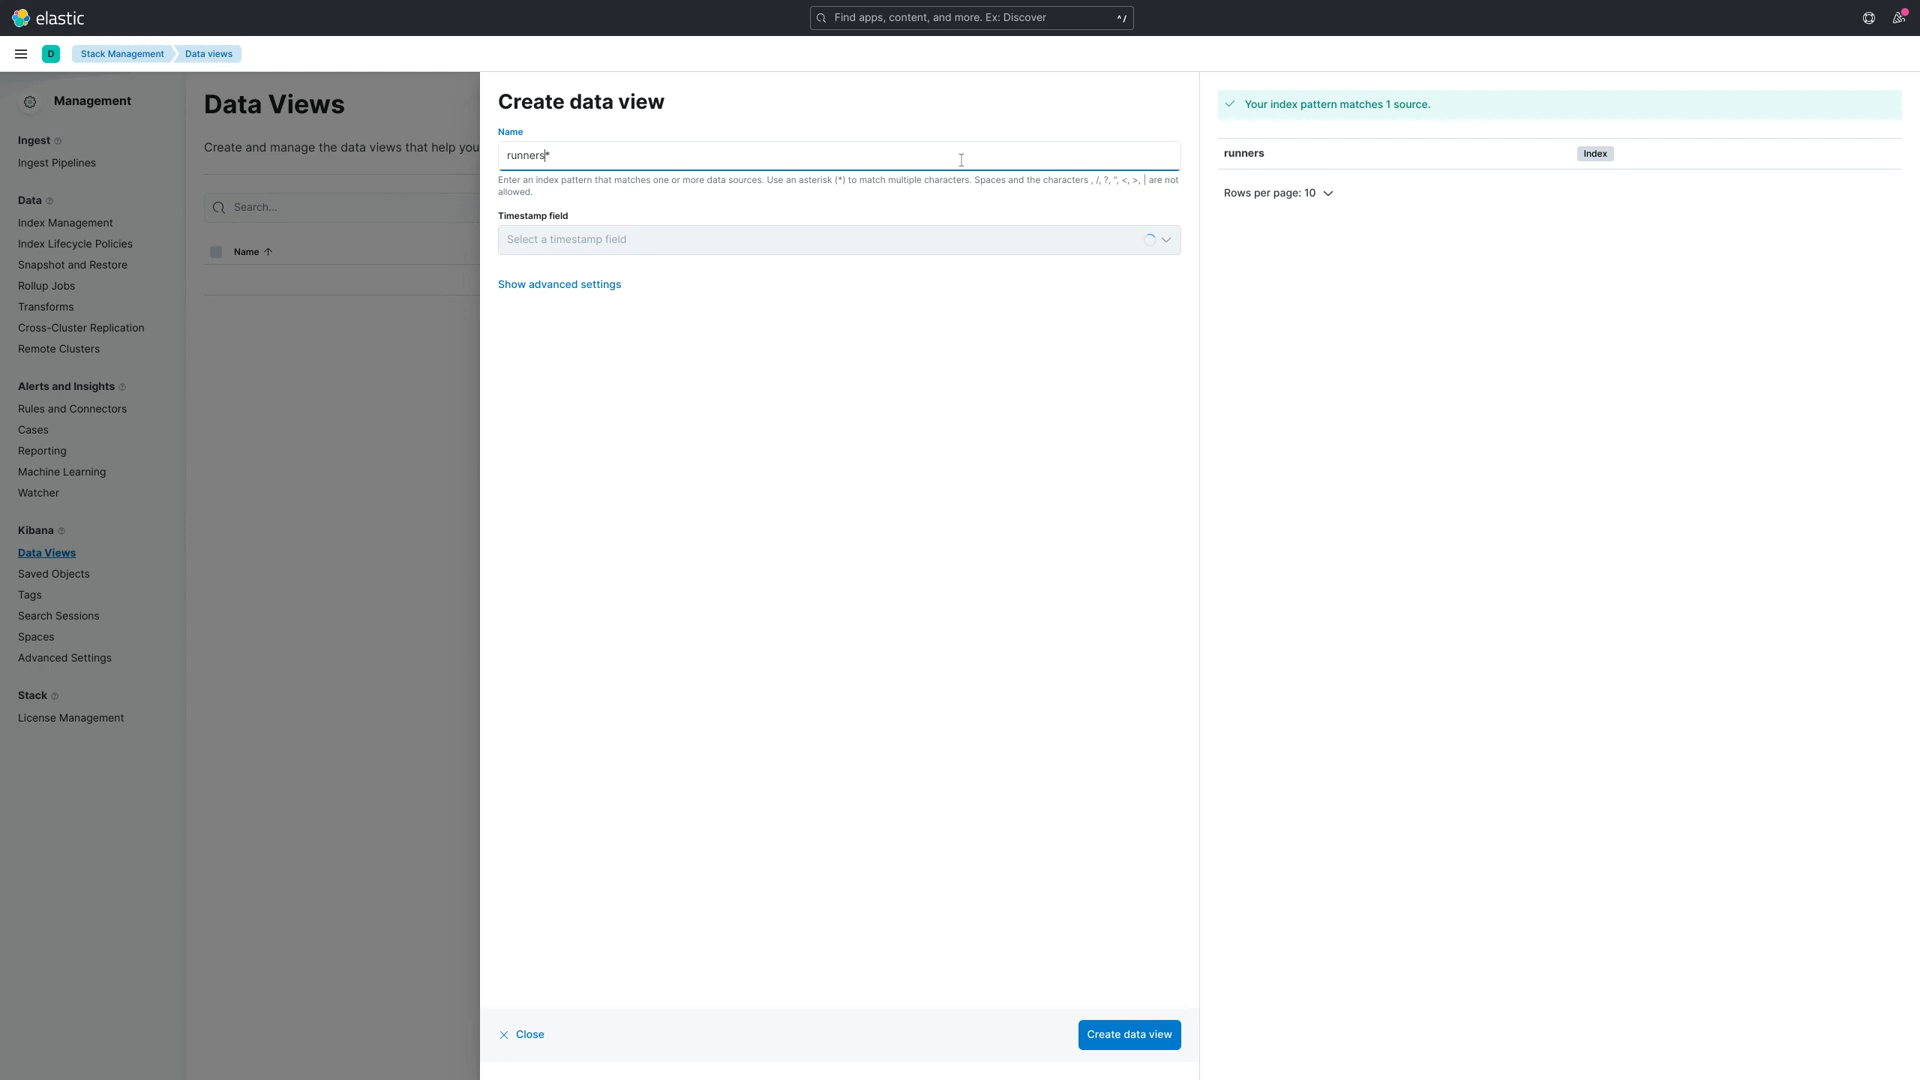 elastic
Find apps, content, and more. Ex: Discover
^/
D
Stack Management
Data views
Management
Ingest
Ingest Pipelines
Data
Index Management
Index Lifecycle Policies
Snapshot and Restore
Rollup Jobs
Transforms
Cross-Cluster Replication
Remote Clusters
Alerts and Insights
Rules and Connectors
Cases
Reporting
Machine Learning
Watcher
Kibana
Data Views
Saved Objects
Tags
Search Sessions
Spaces
Advanced Settings
Stack
License Management
Data Views
Create and manage the data views that help you
Search...
Name
Create data view
Name
runners*
Enter an index pattern that matches one or more data sources. Use an asterisk (*) to match multiple characters. Spaces and the characters , /, ?, ", <, >, | are not
allowed.
Timestamp field
Select a timestamp field
Show advanced settings
Close
Create data view
Your index pattern matches 1 source.
runners
Index
Rows per page: 10